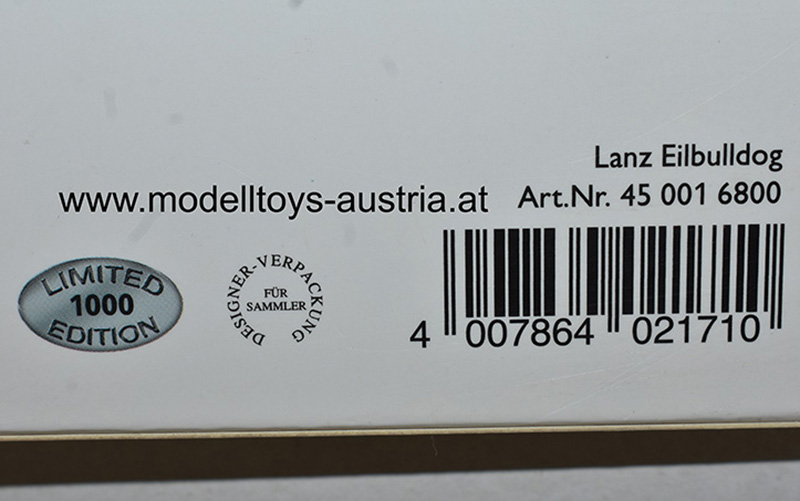 Lanz Eilbulldog
www.modelltoys-austria.at Art.Nr. 45 001 6800
LIMITED
1000
EDITION
DESIGNER-VERPACKUNG
FÜR
SAMMLER
4 007864 021710